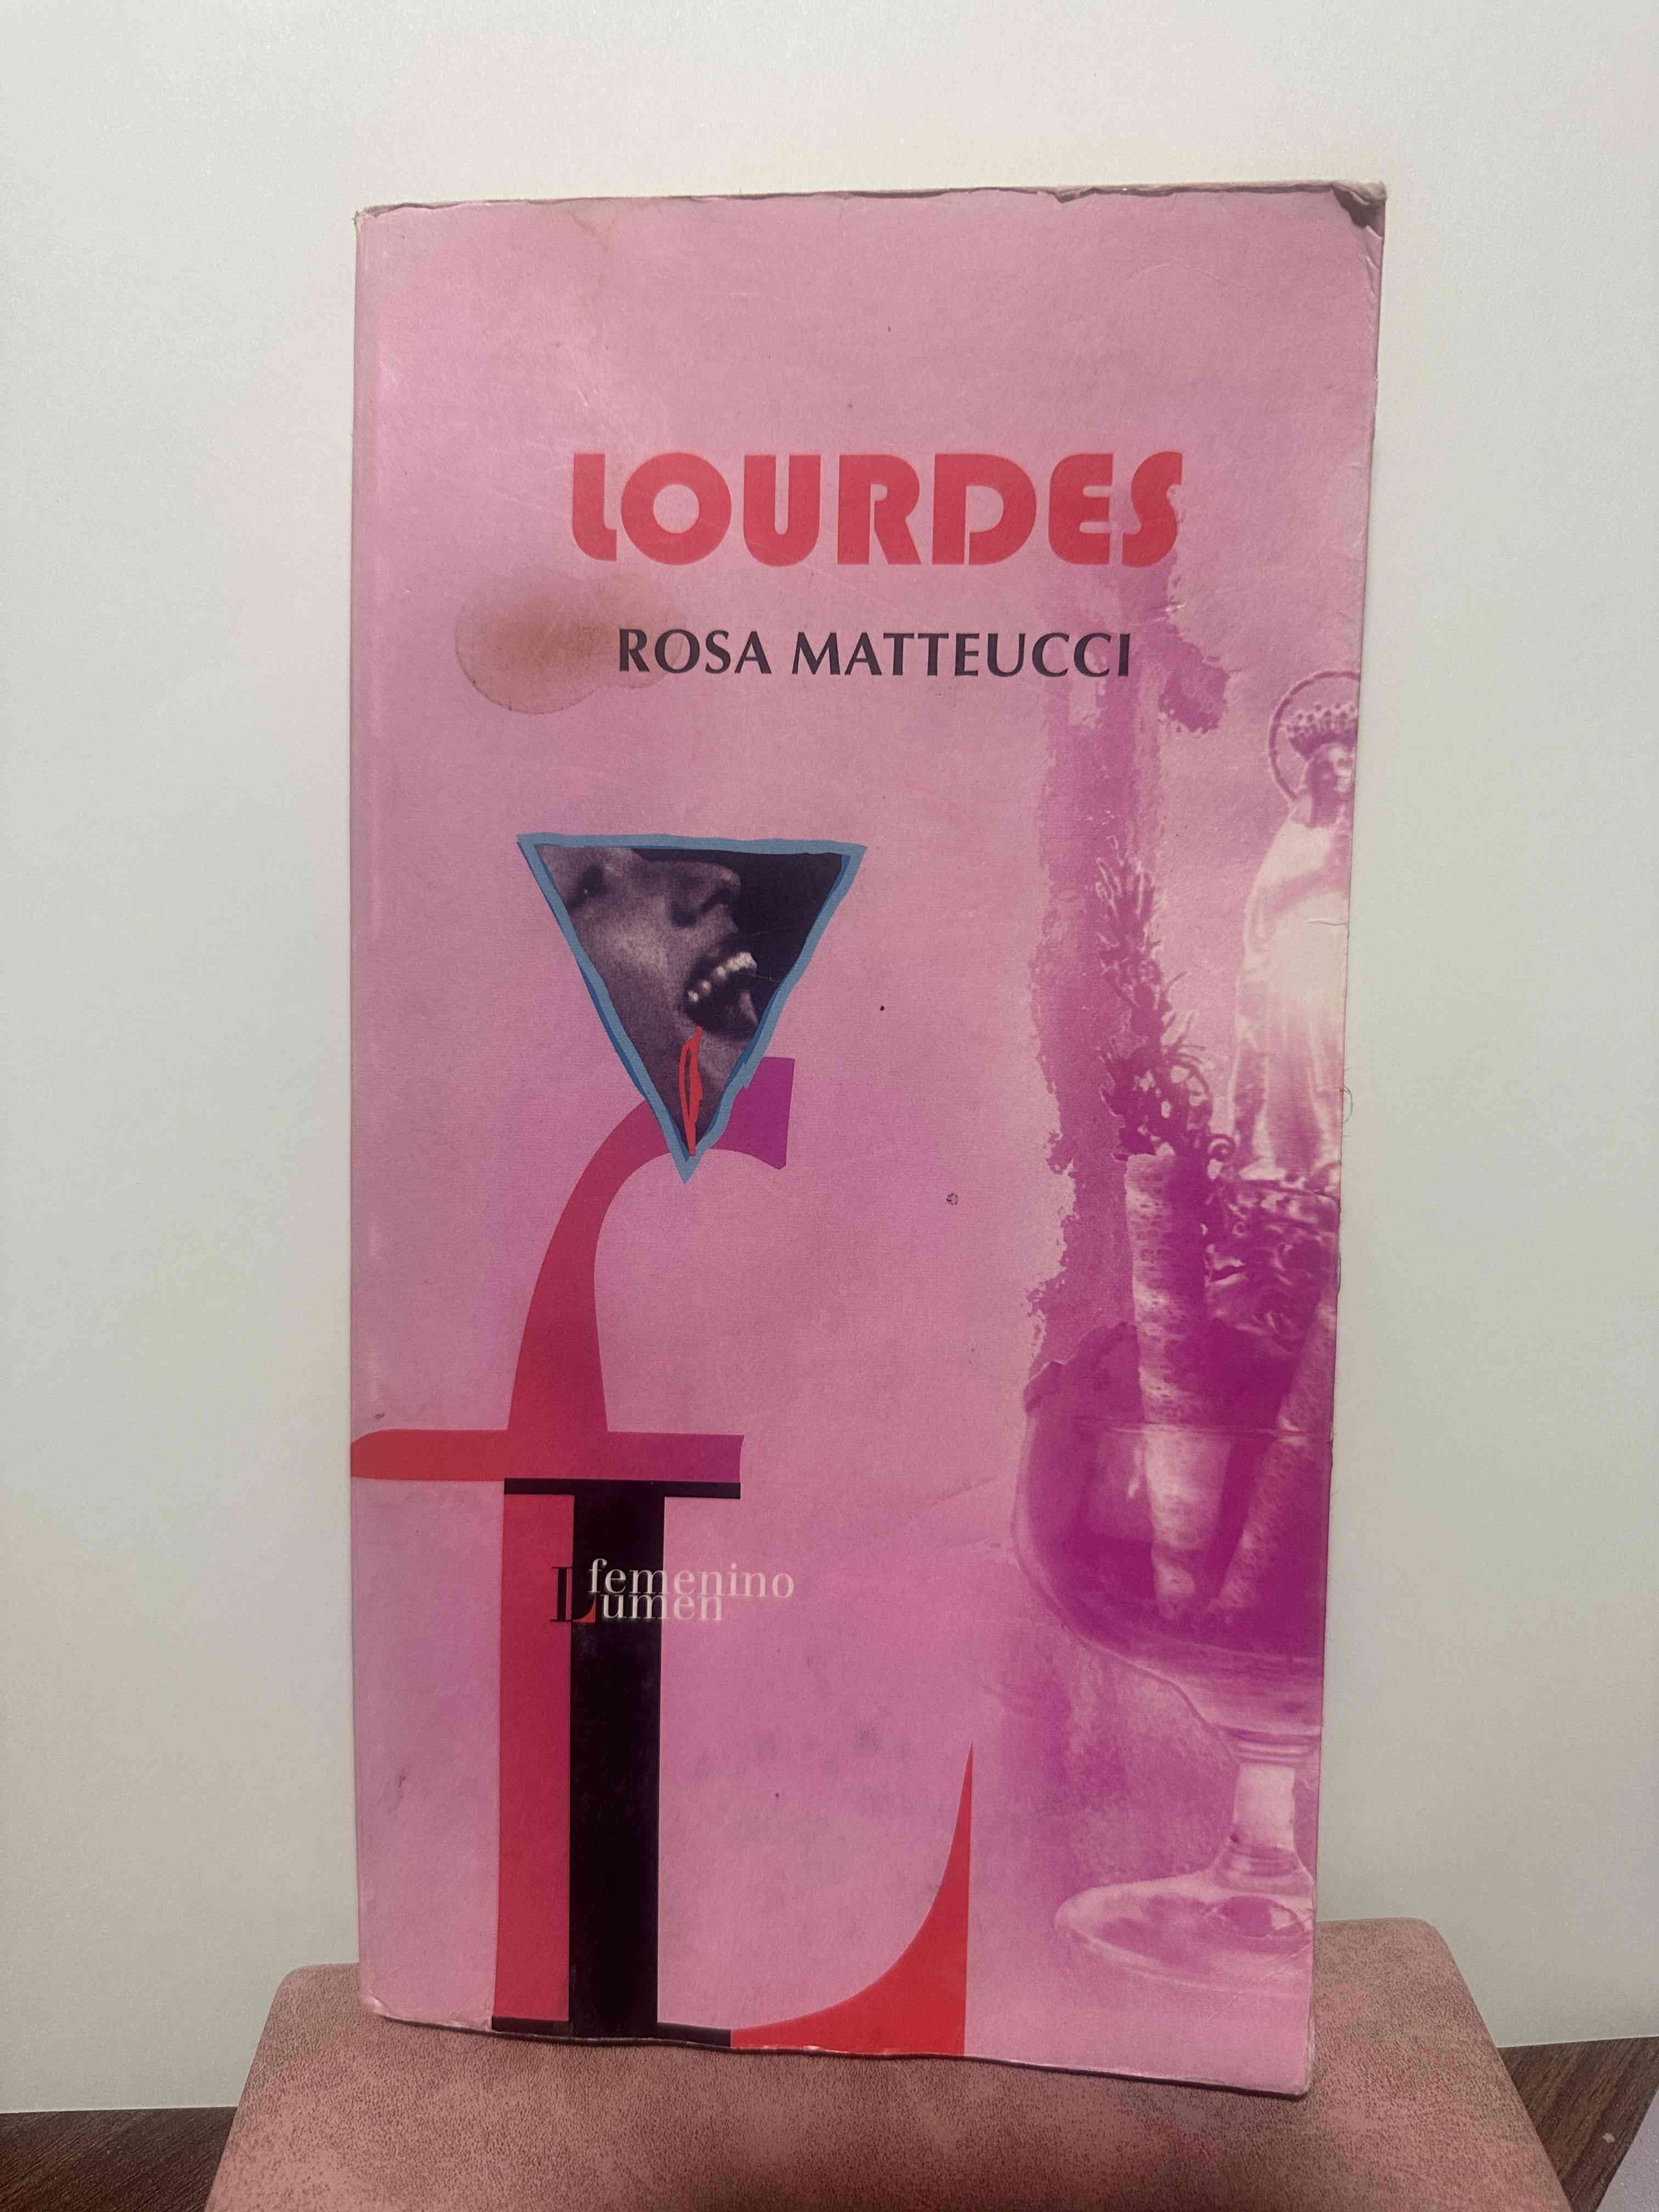 LOURDES
ROSA MATTEUCCI
femenino
Lumen